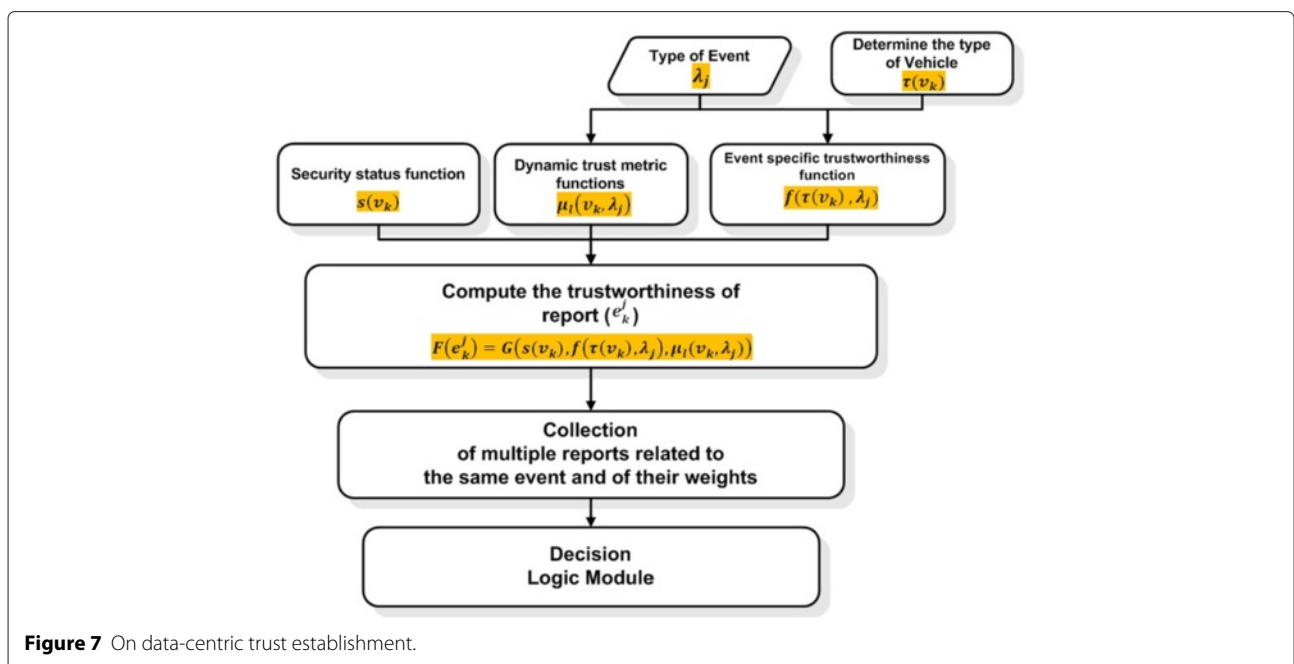 Type of Event
λj
Determine the type
of Vehicle
τ(vk)
Security status function
s(vk)
Dynamic trust metric
functions
μl(vk, λj)
Event specific trustworthiness
function
f(τ(vk) , λj)
Compute the trustworthiness of
report (e_k^j)
F(e_k^j) = G(s(vk), f(τ(vk), λj), μl(vk, λj))
Collection
of multiple reports related to
the same event and of their weights
Decision
Logic Module
Figure 7 On data-centric trust establishment.